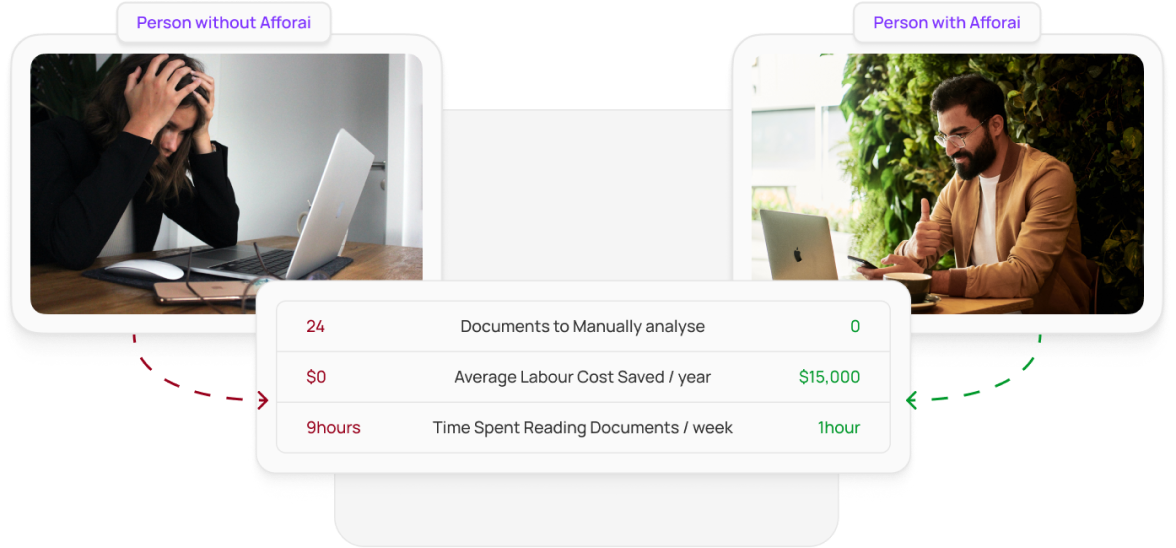 Person without Afforai
Person with Afforai
24 Documents to Manually analyse 0
$0 Average Labour Cost Saved / year $15,000
9hours Time Spent Reading Documents / week 1hour